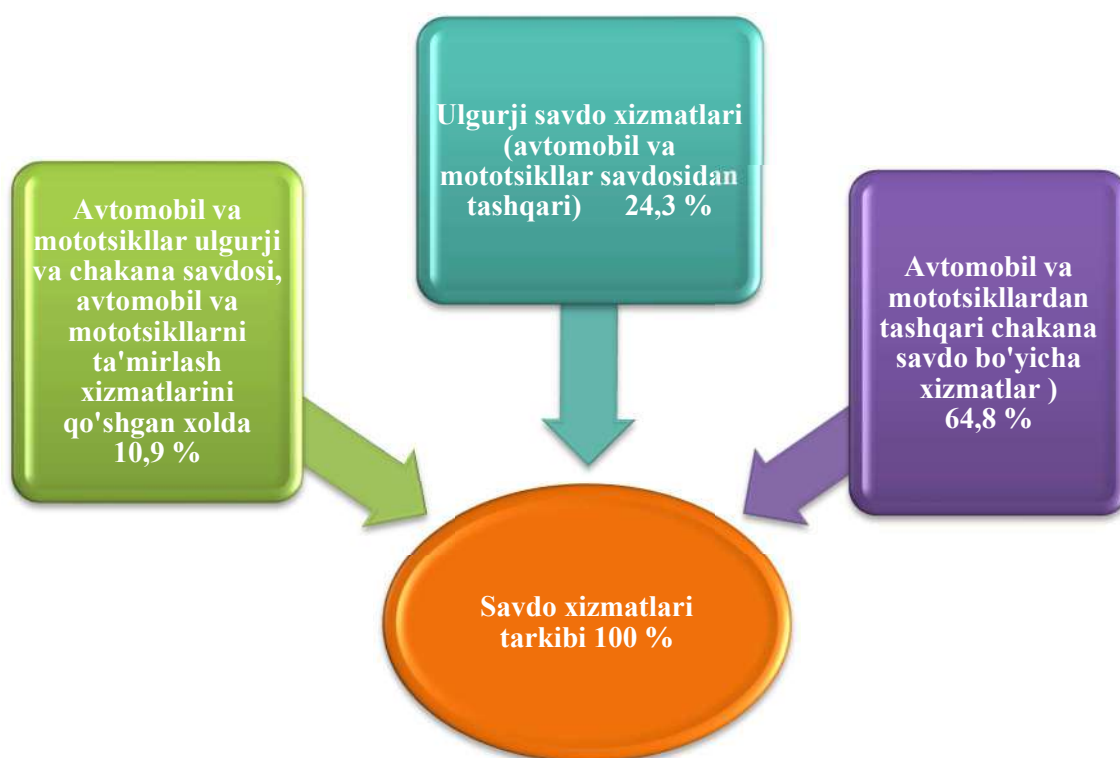 Ulgurji savdo xizmatlari
(avtomobil va
mototsikllar savdosidan
tashqari) 24,3 %
Avtomobil va
mototsikllar ulgurji
va chakana savdosi,
avtomobil va
mototsikllarni
ta'mirlash
xizmatlarini
qo'shgan xolda
10,9 %
Avtomobil va
mototsikllardan
tashqari chakana
savdo bo'yicha
xizmatlar )
64,8 %
Savdo xizmatlari
tarkibi 100 %